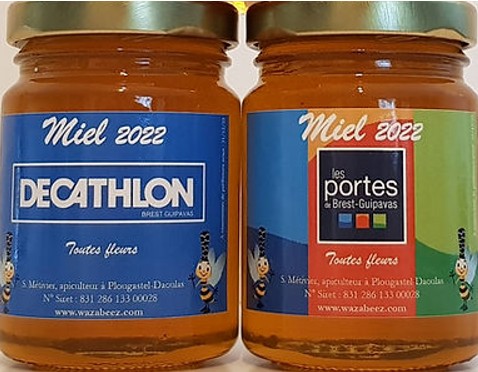 Miel 2022
DECATHLON
BREST GUIPAVAS
Toutes fleurs
S. Métivier, apiculteur à Plougastel-Daoulas
N° Siret : 831 286 133 00028
www.wazabeez.com
Miel 2022
les
portes
de Brest-Guipavas
Toutes fleurs
S. Métivier, apiculteur à Plougastel-Daoulas
N° Siret : 831 286 133 00028
www.wazabeez.com